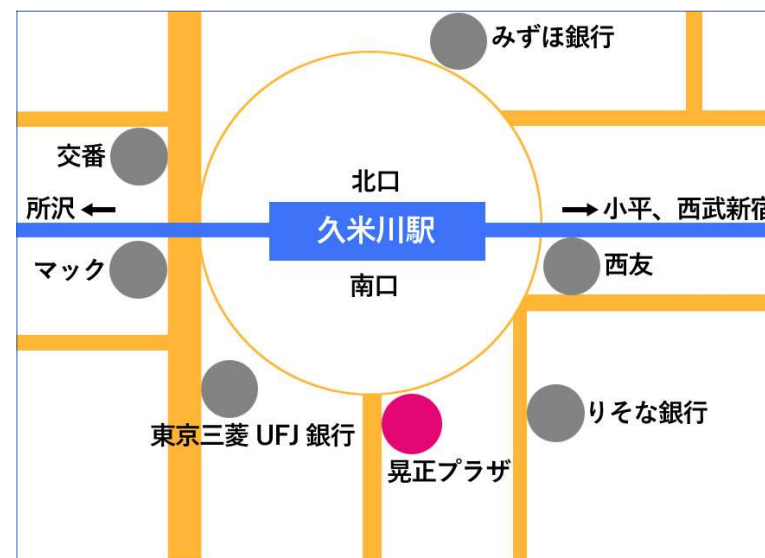 みずほ銀行
交番
北口
所沢 ←
→ 小平、西武新宿
久米川駅
マック
西友
南口
りそな銀行
東京三菱 UFJ 銀行
晃正プラザ